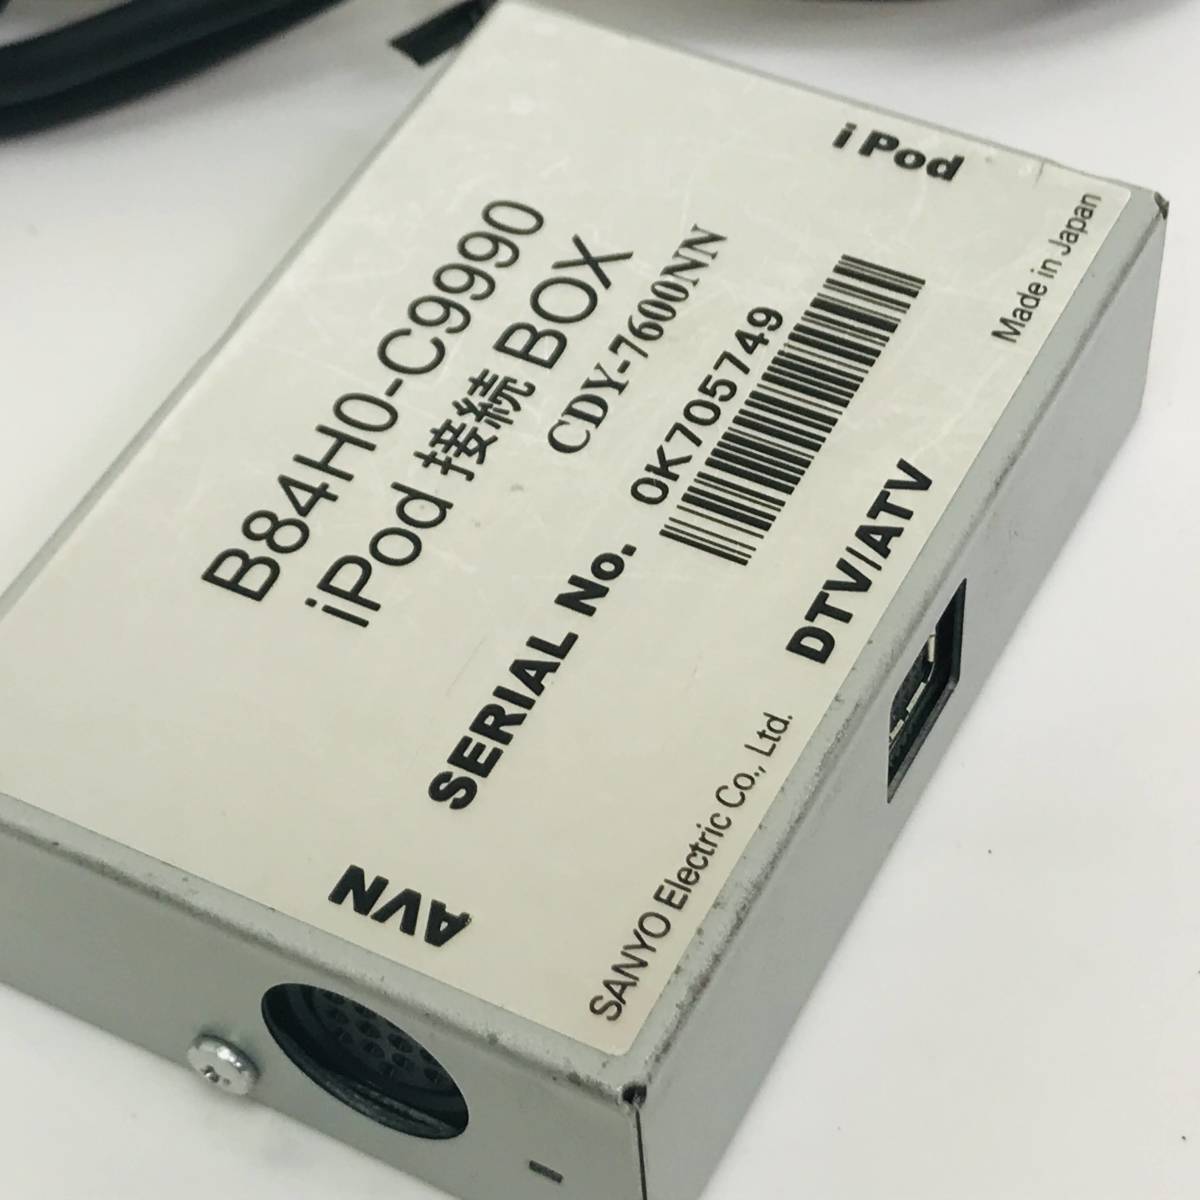 B84H0-C9990
iPod 接続 BOX
CDY-7600NN
SERIAL No. 0K705749
iPod
DTV/ATV
AVN
SANYO Electric Co., Ltd.
Made in Japan